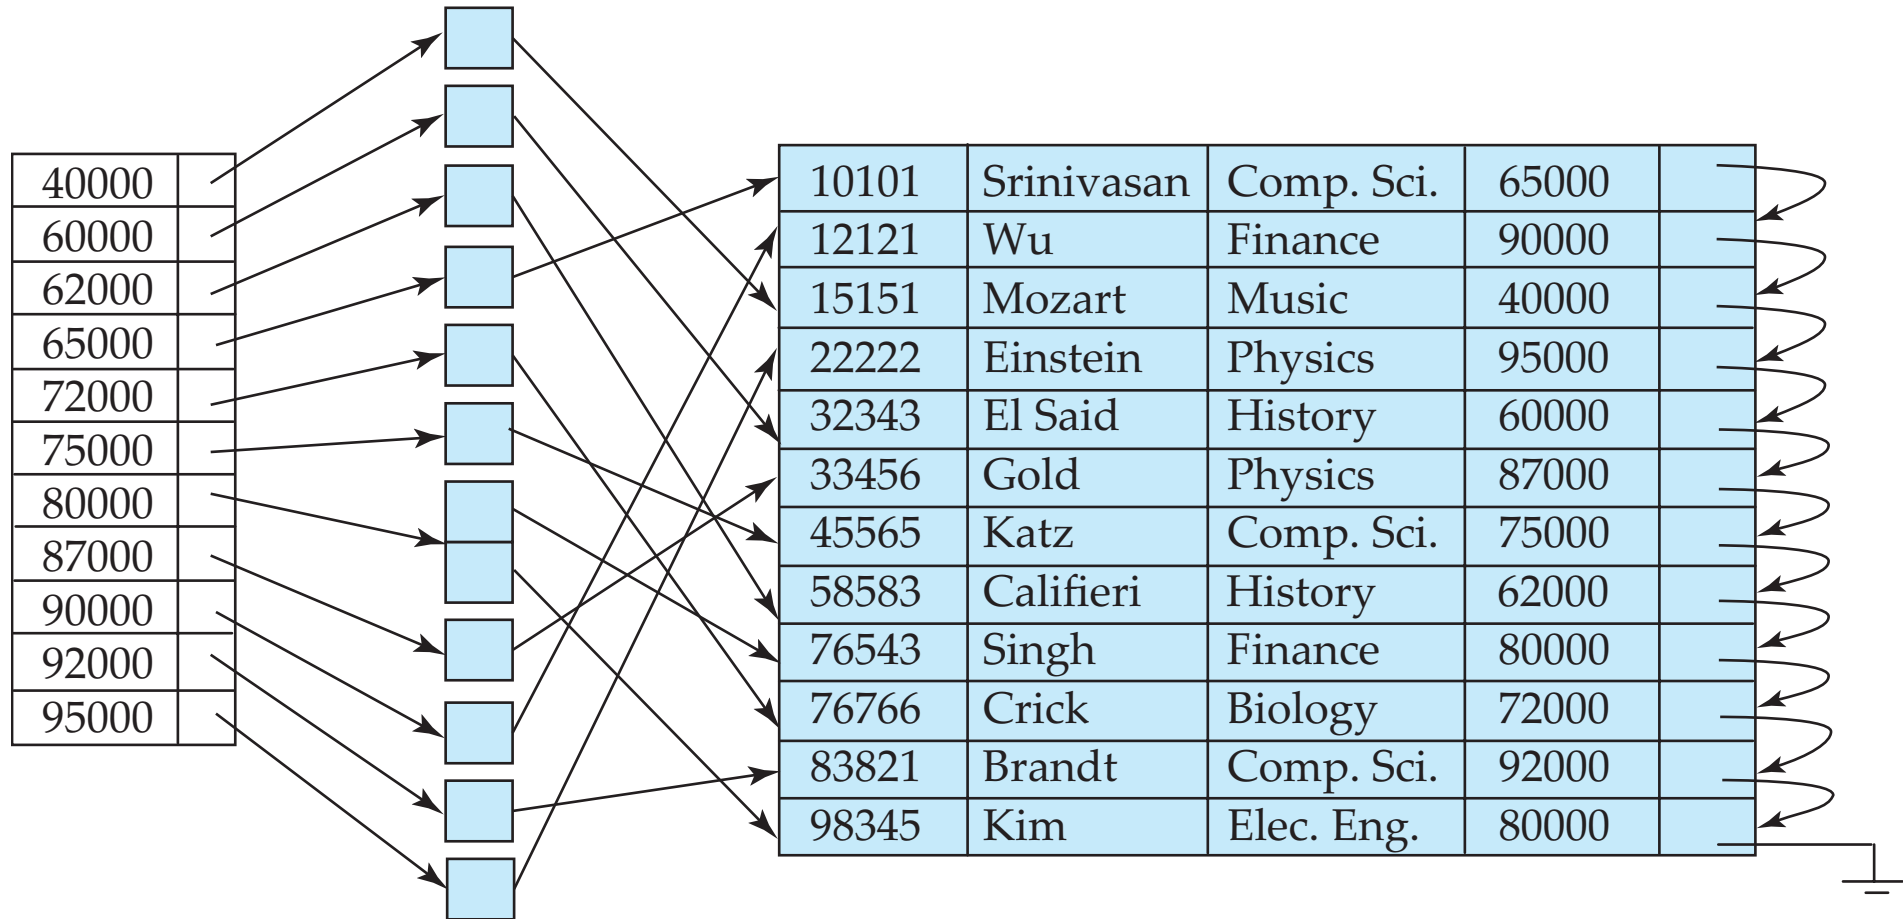 40000
60000
62000
65000
72000
75000
80000
87000
90000
92000
95000
10101 Srinivasan Comp. Sci. 65000
12121 Wu Finance 90000
15151 Mozart Music 40000
22222 Einstein Physics 95000
32343 El Said History 60000
33456 Gold Physics 87000
45565 Katz Comp. Sci. 75000
58583 Califieri History 62000
76543 Singh Finance 80000
76766 Crick Biology 72000
83821 Brandt Comp. Sci. 92000
98345 Kim Elec. Eng. 80000